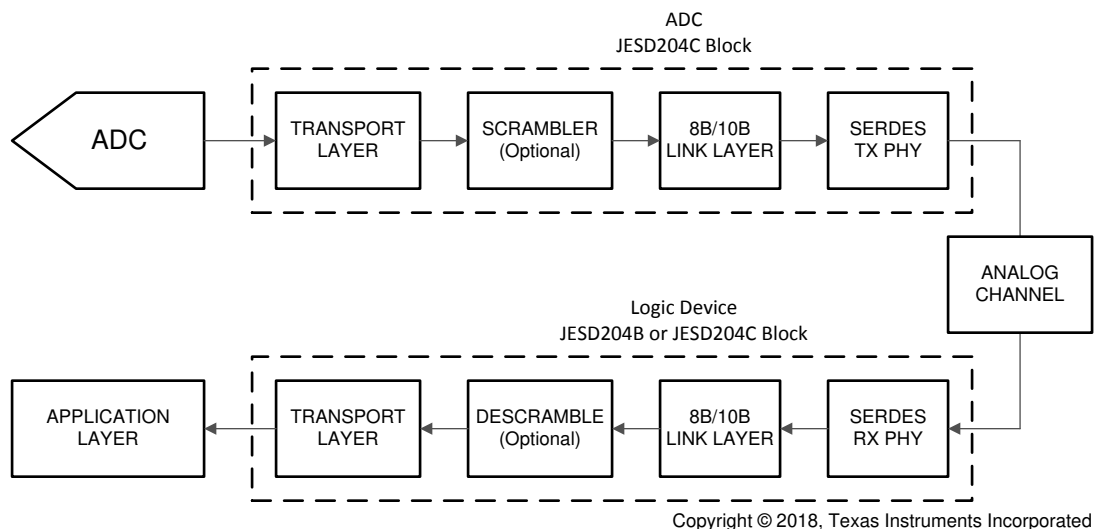 ADC
JESD204C Block
ADC
TRANSPORT
LAYER
SCRAMBLER
(Optional)
8B/10B
LINK LAYER
SERDES
TX PHY
ANALOG
CHANNEL
Logic Device
JESD204B or JESD204C Block
APPLICATION
LAYER
TRANSPORT
LAYER
DESCRAMBLE
(Optional)
8B/10B
LINK LAYER
SERDES
RX PHY
Copyright © 2018, Texas Instruments Incorporated